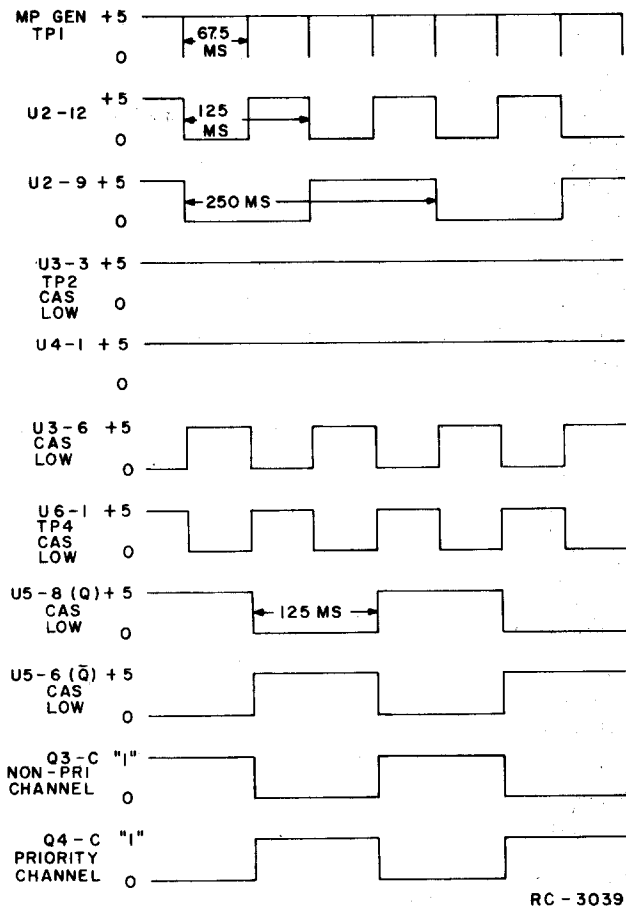 MP GEN +5
TP1
0
67.5
MS
U2-12 +5
0
125
MS
U2-9 +5
0
250 MS
U3-3 +5
TP2
CAS 0
LOW
U4-1 +5
0
U3-6 +5
CAS
LOW 0
U6-1 +5
TP4
CAS
LOW 0
U5-8 (Q) +5
CAS
LOW 0
125 MS
U5-6 (Q̄) +5
CAS
LOW 0
Q3-C "1"
NON-PRI
CHANNEL 0
Q4-C "1"
PRIORITY
CHANNEL 0
RC-3039